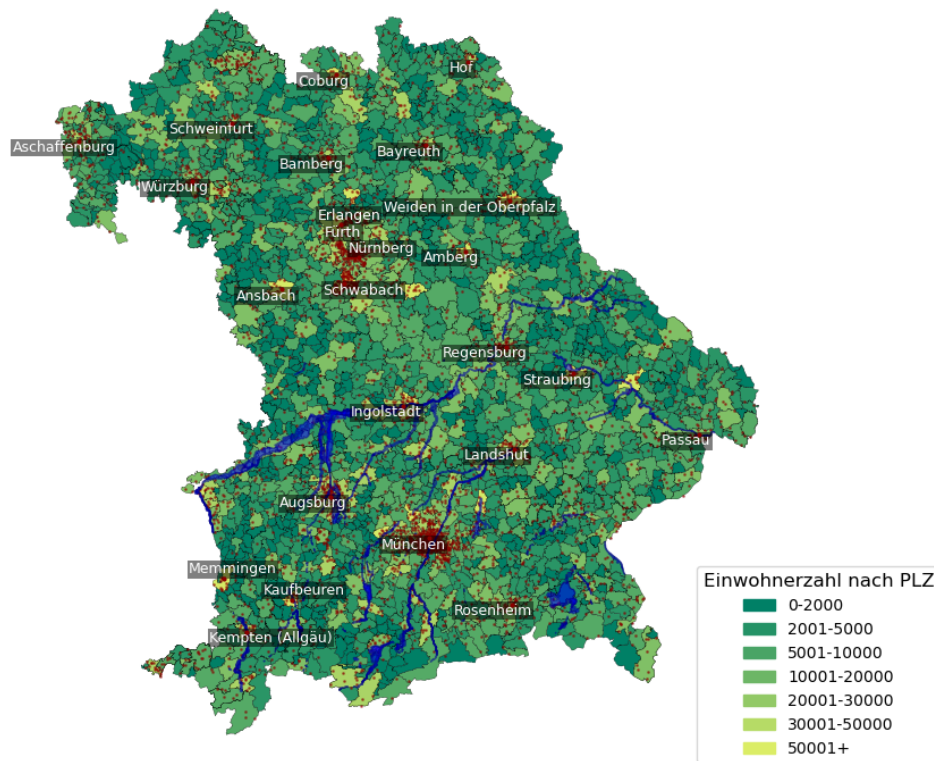 Hof
Coburg
Schweinfurt
Aschaffenburg
Bayreuth
Bamberg
Würzburg
Weiden in der Oberpfalz
Erlangen
Fürth
Nürnberg
Amberg
Schwabach
Ansbach
Regensburg
Straubing
Ingolstadt
Passau
Landshut
Augsburg
München
Memmingen
Kaufbeuren
Rosenheim
Kempten (Allgäu)
Einwohnerzahl nach PLZ
0-2000
2001-5000
5001-10000
10001-20000
20001-30000
30001-50000
50001+